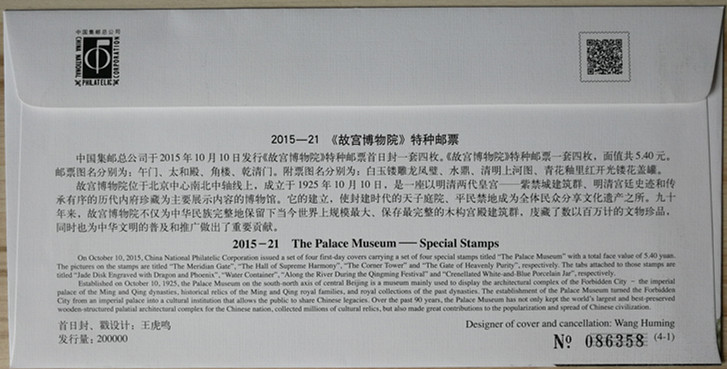 中国集邮总公司
CHINA NATIONAL PHILATELIC CORPORATION
2015—21 《故宫博物院》特种邮票
中国集邮总公司于2015年10月10日发行《故宫博物院》特种邮票首日封一套四枚。《故宫博物院》特种邮票一套四枚，面值共5.40元。
邮票图名分别为：午门、太和殿、角楼、乾清门。附票图名分别为：白玉镂雕龙凤璧、水鼎、清明上河图、青花釉里红开光镂花盖罐。
故宫博物院位于北京中心南北中轴线上，成立于1925年10月10日，是一座以明清两代皇宫——紫禁城建筑群、明清宫廷史迹和传
承有序的历代内府珍藏为主要展示内容的博物馆。它的建立，使封建时代的天子庭院、平民禁地成为全体民众分享文化遗产之所。九十
年来，故宫博物院不仅为中华民族完整地保留下当今世界上规模最大、保存最完整的木构宫殿建筑群，庋藏了数以百万计的文物珍品，
同时也为中华文明的普及和推广做出了重要贡献。
2015－21 The Palace Museum — Special Stamps
On October 10, 2015, China National Philatelic Corporation issued a set of four first-day covers carrying a set of four special stamps titled "The Palace Museum" with a total face value of 5.40 yuan.
The pictures on the stamps are titled "The Meridian Gate", "The Hall of Supreme Harmony", "The Corner Tower" and "The Gate of Heavenly Purity", respectively. The tabs attached to those stamps are
titled "Jade Disk Engraved with Dragon and Phoenix", "Water Container", "Along the River During the Qingming Festival" and "Crenellated White-and-Blue Porcelain Jar", respectively.
Established on October 10, 1925, the Palace Museum on the south-north axis of central Beijing is a museum mainly used to display the architectural complex of the Forbidden City – the imperial
palace of the Ming and Qing dynasties, historical relics of the Ming and Qing royal families, and royal collections of the past dynasties. The establishment of the Palace Museum turned the Forbidden
City from an imperial palace into a cultural institution that allows the public to share Chinese legacies. Over the past 90 years, the Palace Museum has not only kept the world's largest and best-preserved
wooden-structured palatial architectural complex for the Chinese nation, collected millions of cultural relics, but also made great contributions to the popularization and spread of Chinese civilization.
首日封、戳设计：王虎鸣
Designer of cover and cancellation: Wang Huming
发行量：200000
No 086358 (4-1)